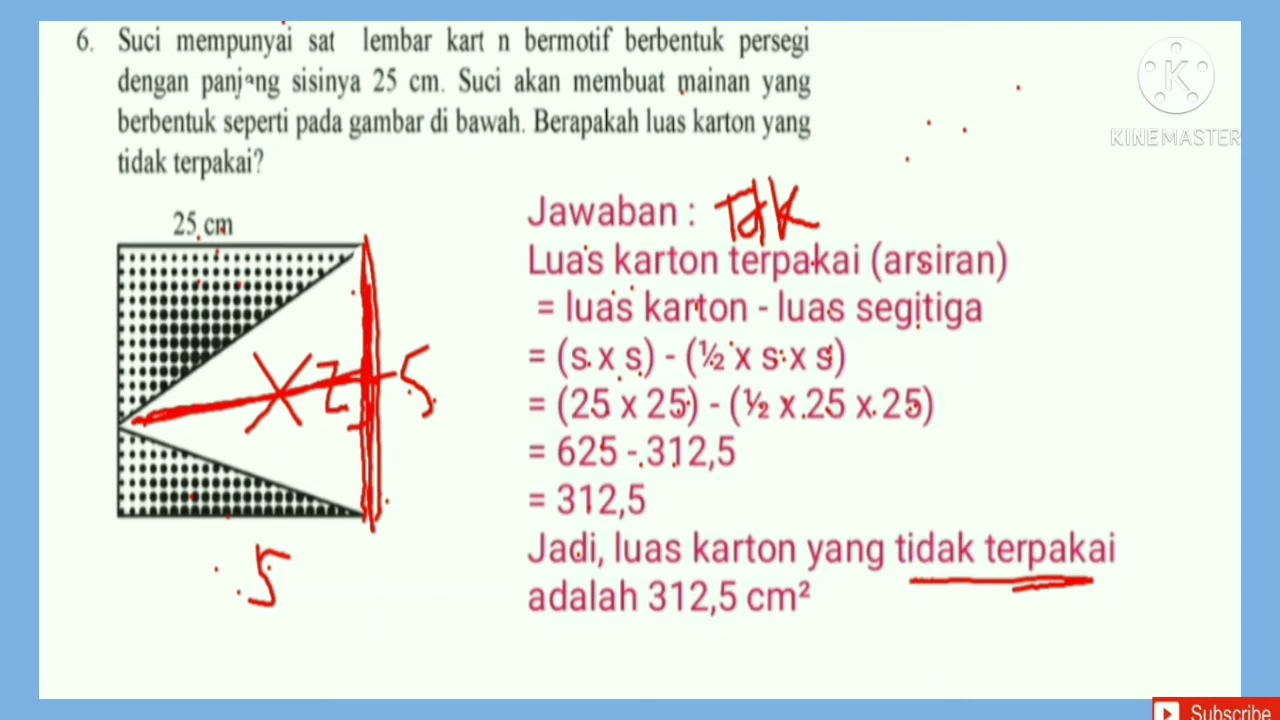 6. Suci mempunyai sat lembar kart n bermotif berbentuk persegi
dengan panjang sisinya 25 cm. Suci akan membuat mainan yang
berbentuk seperti pada gambar di bawah. Berapakah luas karton yang
tidak terpakai?
25 cm
5
5
Jawaban : Tdk
Luas karton terpakai (arsiran)
= luas karton - luas segitiga
= (s x s) - (½ x s x s)
= (25 x 25) - (½ x 25 x 25)
= 625 - 312,5
= 312,5
Jadi, luas karton yang tidak terpakai
adalah 312,5 cm²
K
KINEMASTER
Subscribe